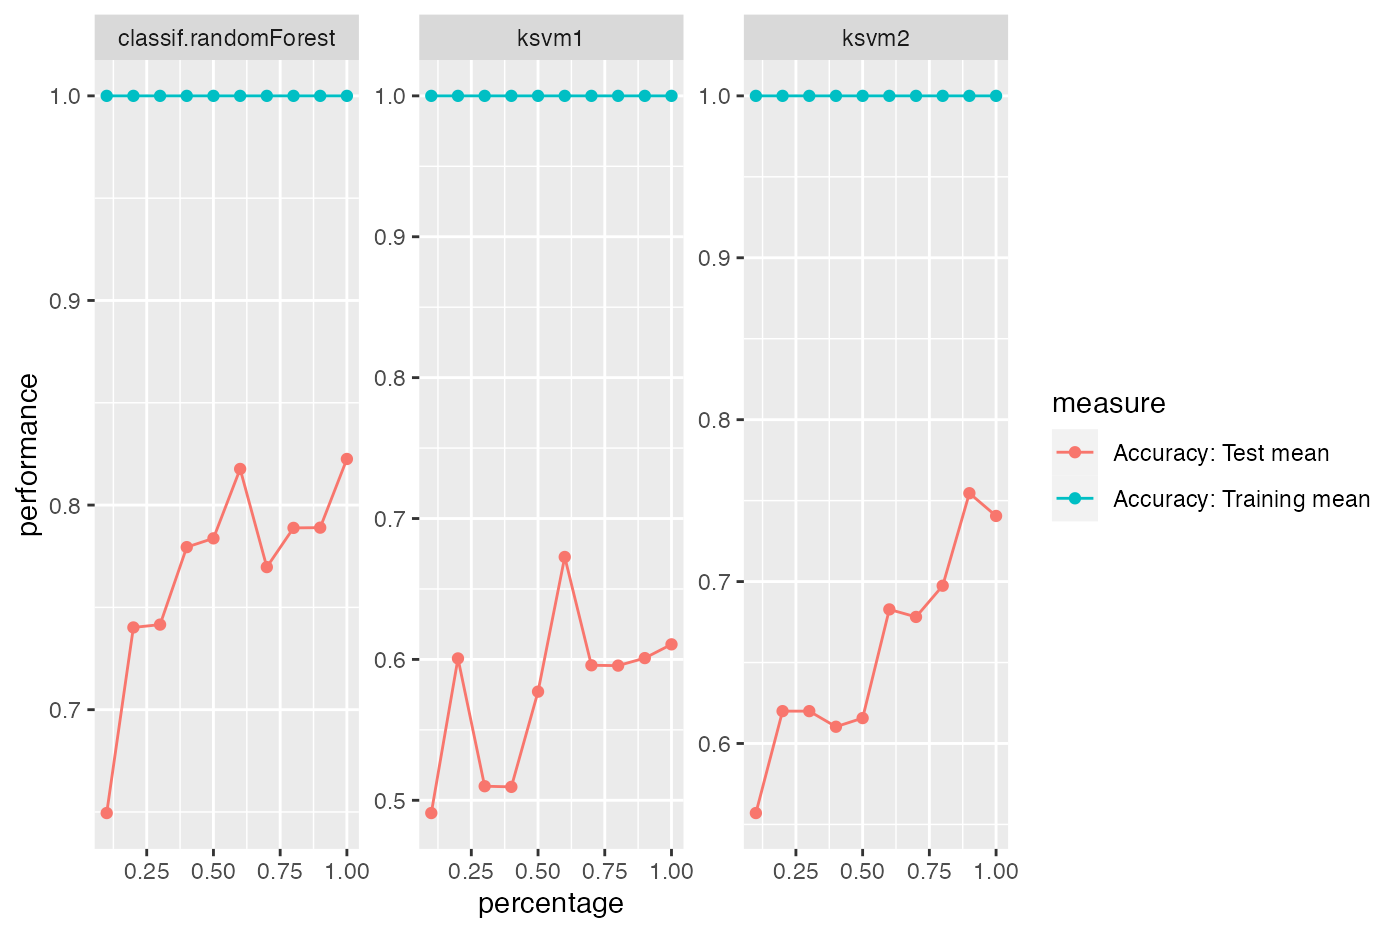 classif.randomForest
ksvm1
ksvm2
performance
1.0
0.9
0.8
0.7
1.0
0.9
0.8
0.7
0.6
0.5
1.0
0.9
0.8
0.7
0.6
0.25 0.50 0.75 1.00
0.25 0.50 0.75 1.00
0.25 0.50 0.75 1.00
percentage
measure
Accuracy: Test mean
Accuracy: Training mean